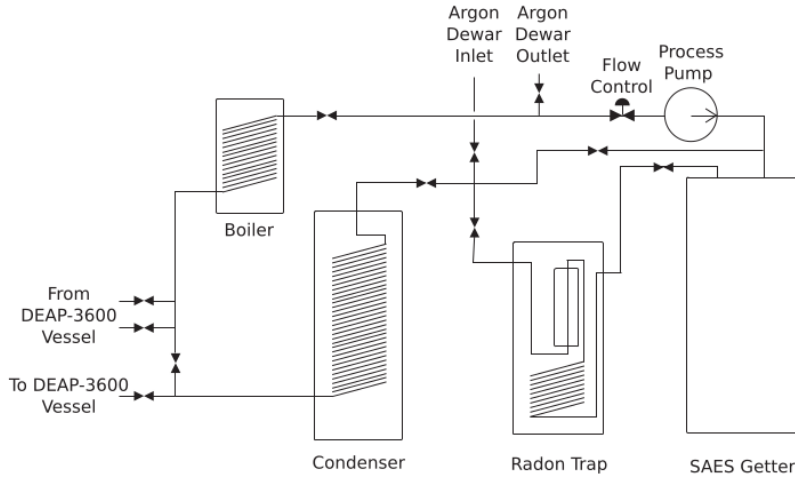 Argon
Dewar
Inlet
Argon
Dewar
Outlet
Flow
Control
Process
Pump
Boiler
From
DEAP-3600
Vessel
To DEAP-3600
Vessel
Condenser
Radon Trap
SAES Getter